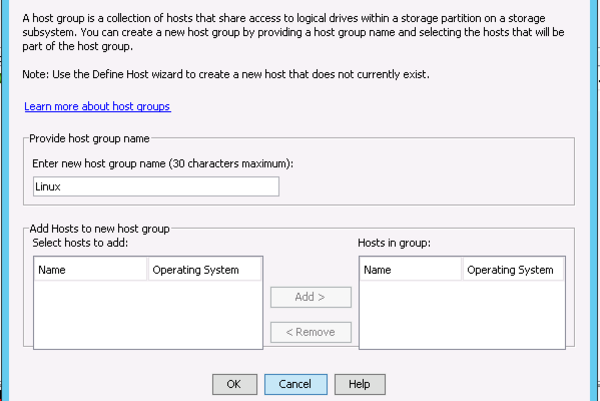 A host group is a collection of hosts that share access to logical drives within a storage partition on a storage
subsystem. You can create a new host group by providing a host group name and selecting the hosts that will be
part of the host group.
Note: Use the Define Host wizard to create a new host that does not currently exist.
Learn more about host groups
Provide host group name
Enter new host group name (30 characters maximum):
Linux
Add Hosts to new host group
Select hosts to add:
Hosts in group:
Name Operating System
Name Operating System
Add >
< Remove
OK Cancel Help